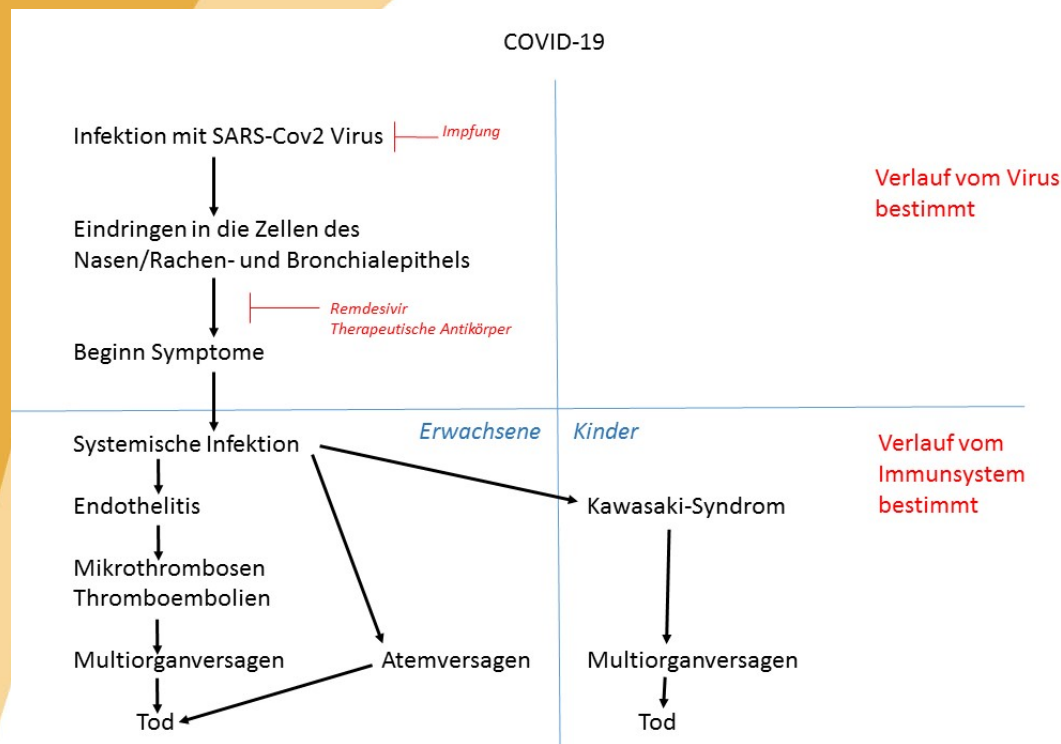 COVID-19
Infektion mit SARS-Cov2 Virus
Impfung
Verlauf vom Virus
bestimmt
Eindringen in die Zellen des
Nasen/Rachen- und Bronchialepithels
Remdesivir
Therapeutische Antikörper
Beginn Symptome
Erwachsene
Kinder
Systemische Infektion
Verlauf vom
Immunsystem
bestimmt
Endothelitis
Kawasaki-Syndrom
Mikrothrombosen
Thromboembolien
Multiorganversagen
Atemversagen
Multiorganversagen
Tod
Tod